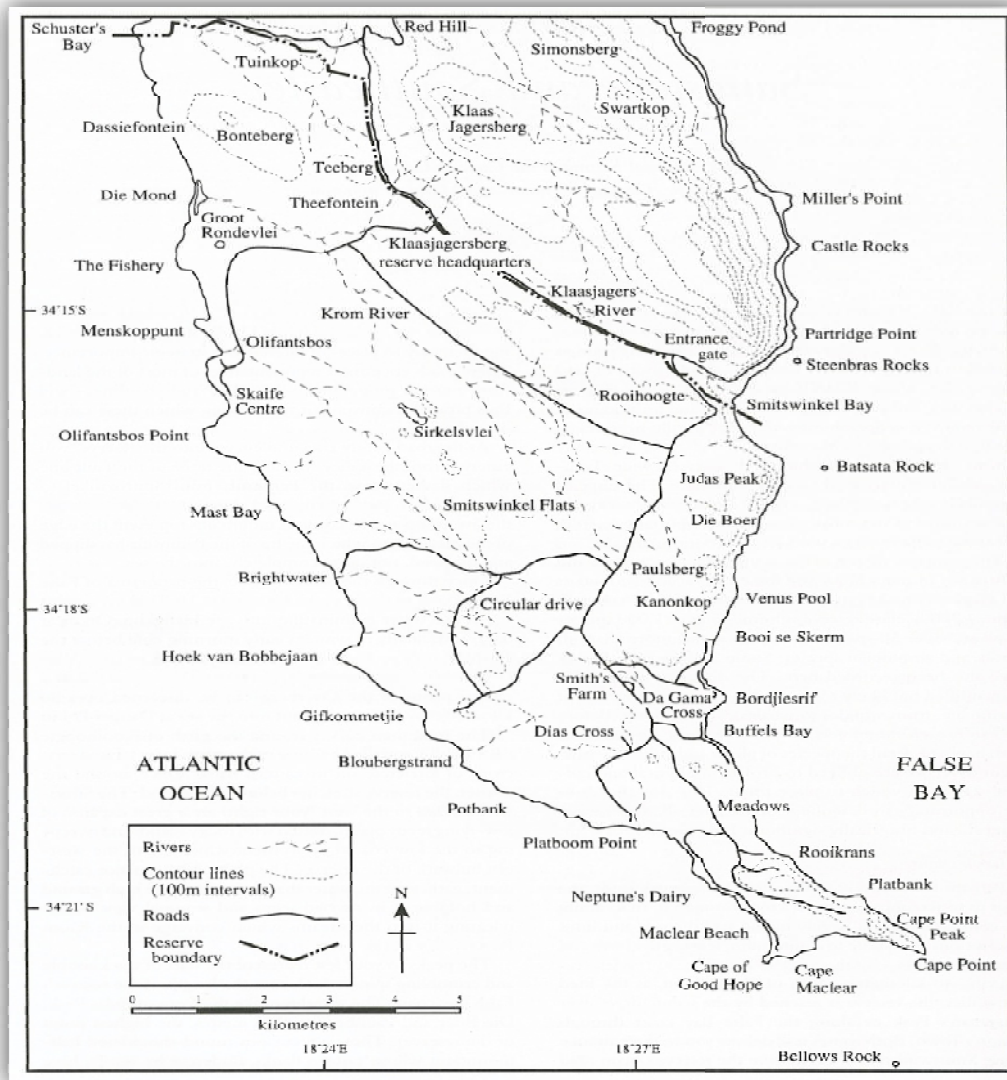 Schuster's
Bay
Red Hill
Froggy Pond
Tuinkop
Simonsberg
Swartkop
Klaas
Jagersberg
Dassiefontein
Bonteberg
Teeberg
Die Mond
Theefontein
Miller's Point
Groot
Rondevlei
Klaasjagersberg
reserve headquarters
Castle Rocks
The Fishery
Klaasjagers
River
34°15'S
Krom River
Menskoppunt
Olifantsbos
Entrance
gate
Partridge Point
Steenbras Rocks
Skaife
Centre
Rooihoogte
Smitswinkel Bay
Olifantsbos Point
Sirkelsvlei
Judas Peak
Batsata Rock
Mast Bay
Smitswinkel Flats
Die Boer
Brightwater
Paulsberg
34°18'S
Circular drive
Kanonkop
Venus Pool
Booi se Skerm
Hoek van Bobbejaan
Smith's
Farm
Da Gama
Cross
Bordjiesrif
Gifkommetjie
Dias Cross
Buffels Bay
ATLANTIC
OCEAN
Bloubergstrand
FALSE
BAY
Potbank
Meadows
Platboom Point
Rooikrans
Rivers
Contour lines
(100m intervals)
Roads
Reserve
boundary
N
Platbank
Neptune's Dairy
34°21'S
Cape Point
Peak
Maclear Beach
Cape Point
Cape of
Good Hope
Cape
Maclear
0 1 2 3 4 5
kilometres
18°24'E
18°27'E
Bellows Rock